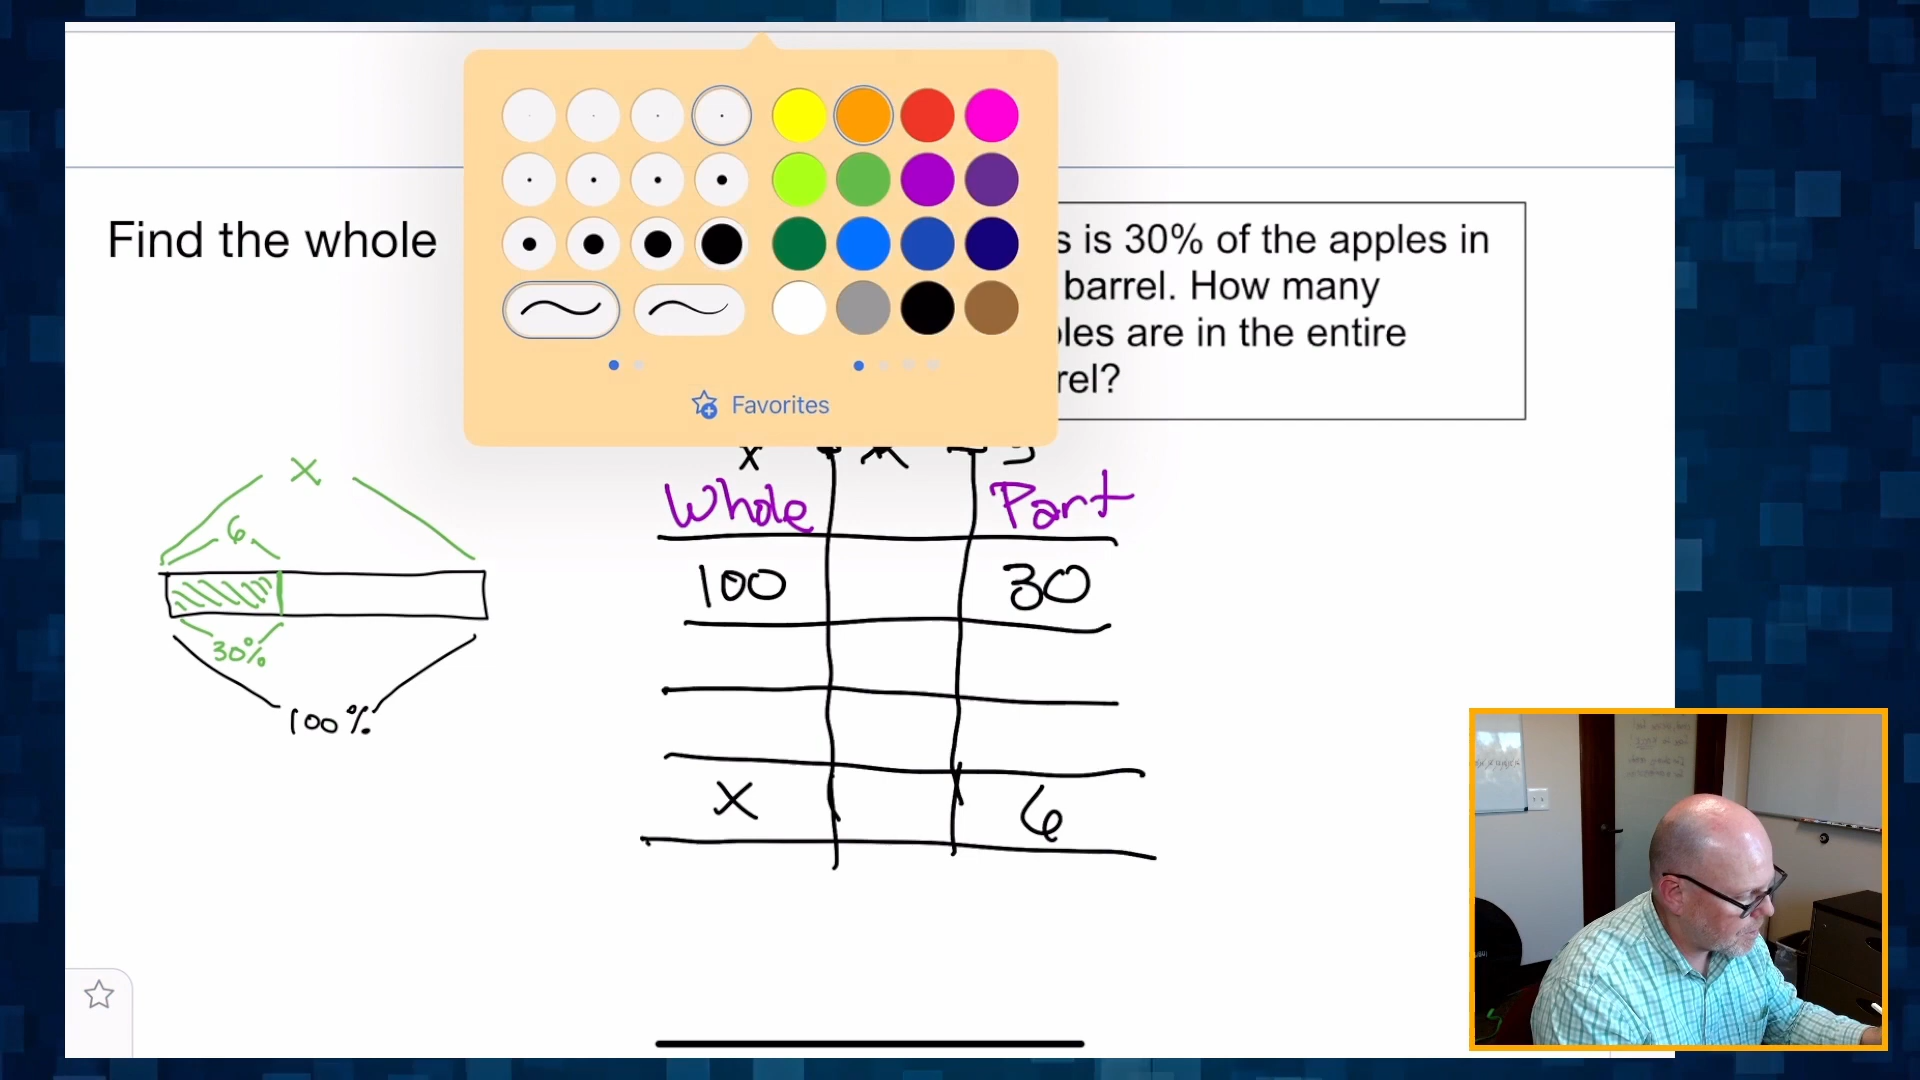 Find the whole
s is 30% of the apples in
barrel. How many
les are in the entire
rel?
Favorites
x
x
6
Whole
Part
100
30
30%
100%
x
6